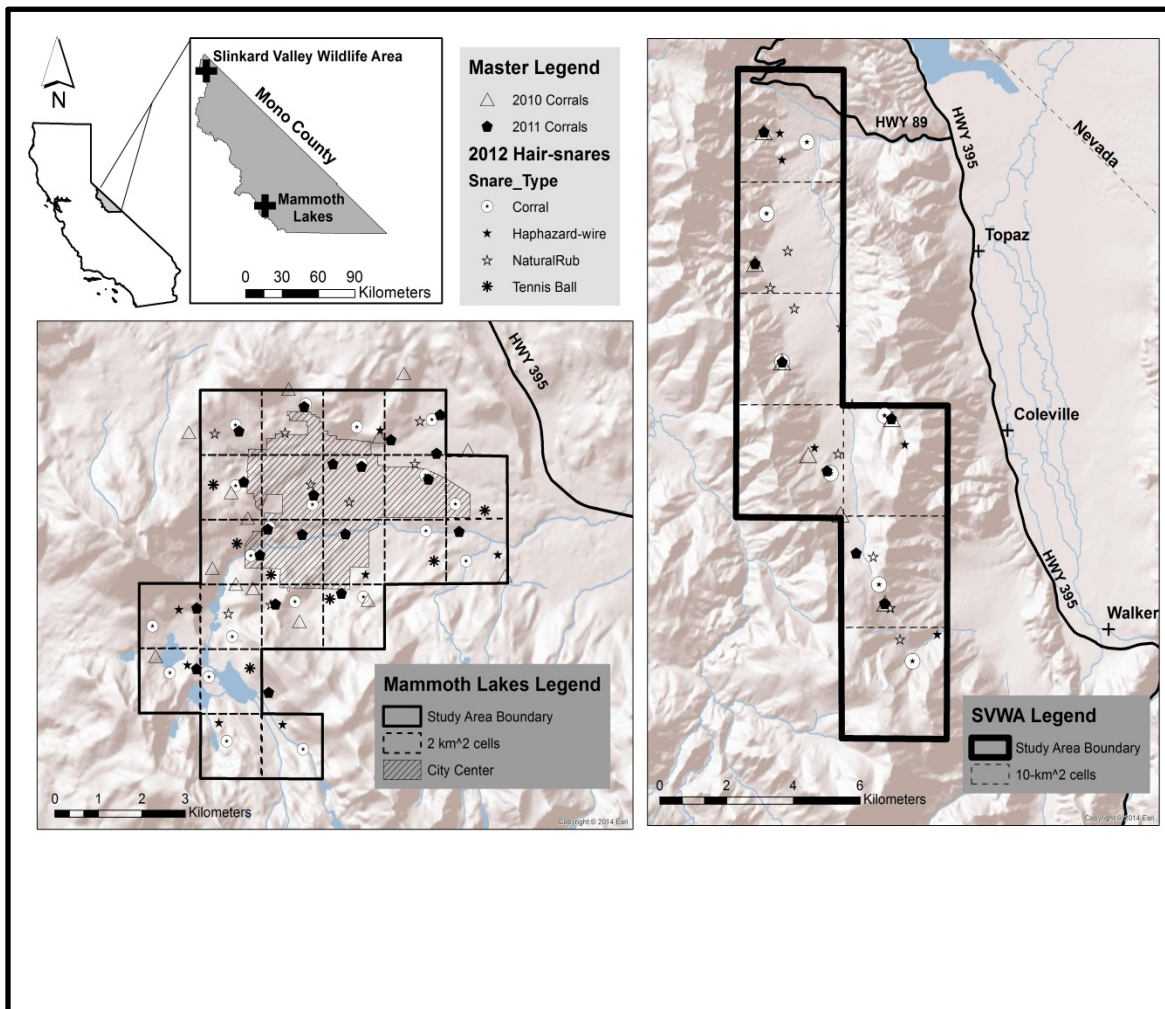 N
Slinkard Valley Wildlife Area
Mono County
Mammoth
Lakes
0 30 60 90
Kilometers
Master Legend
2010 Corrals
2011 Corrals
2012 Hair-snares
Snare_Type
Corral
Haphazard-wire
NaturalRub
Tennis Ball
HWY 395
Mammoth Lakes Legend
Study Area Boundary
2 km^2 cells
City Center
0 1 2 3
Kilometers
Copyright © 2014 Esri
HWY 89
HWY 395
Nevada
Topaz
Coleville
HWY 395
Walker
SVWA Legend
Study Area Boundary
10-km^2 cells
0 2 4 6
Kilometers
Copyright © 2014 Esri